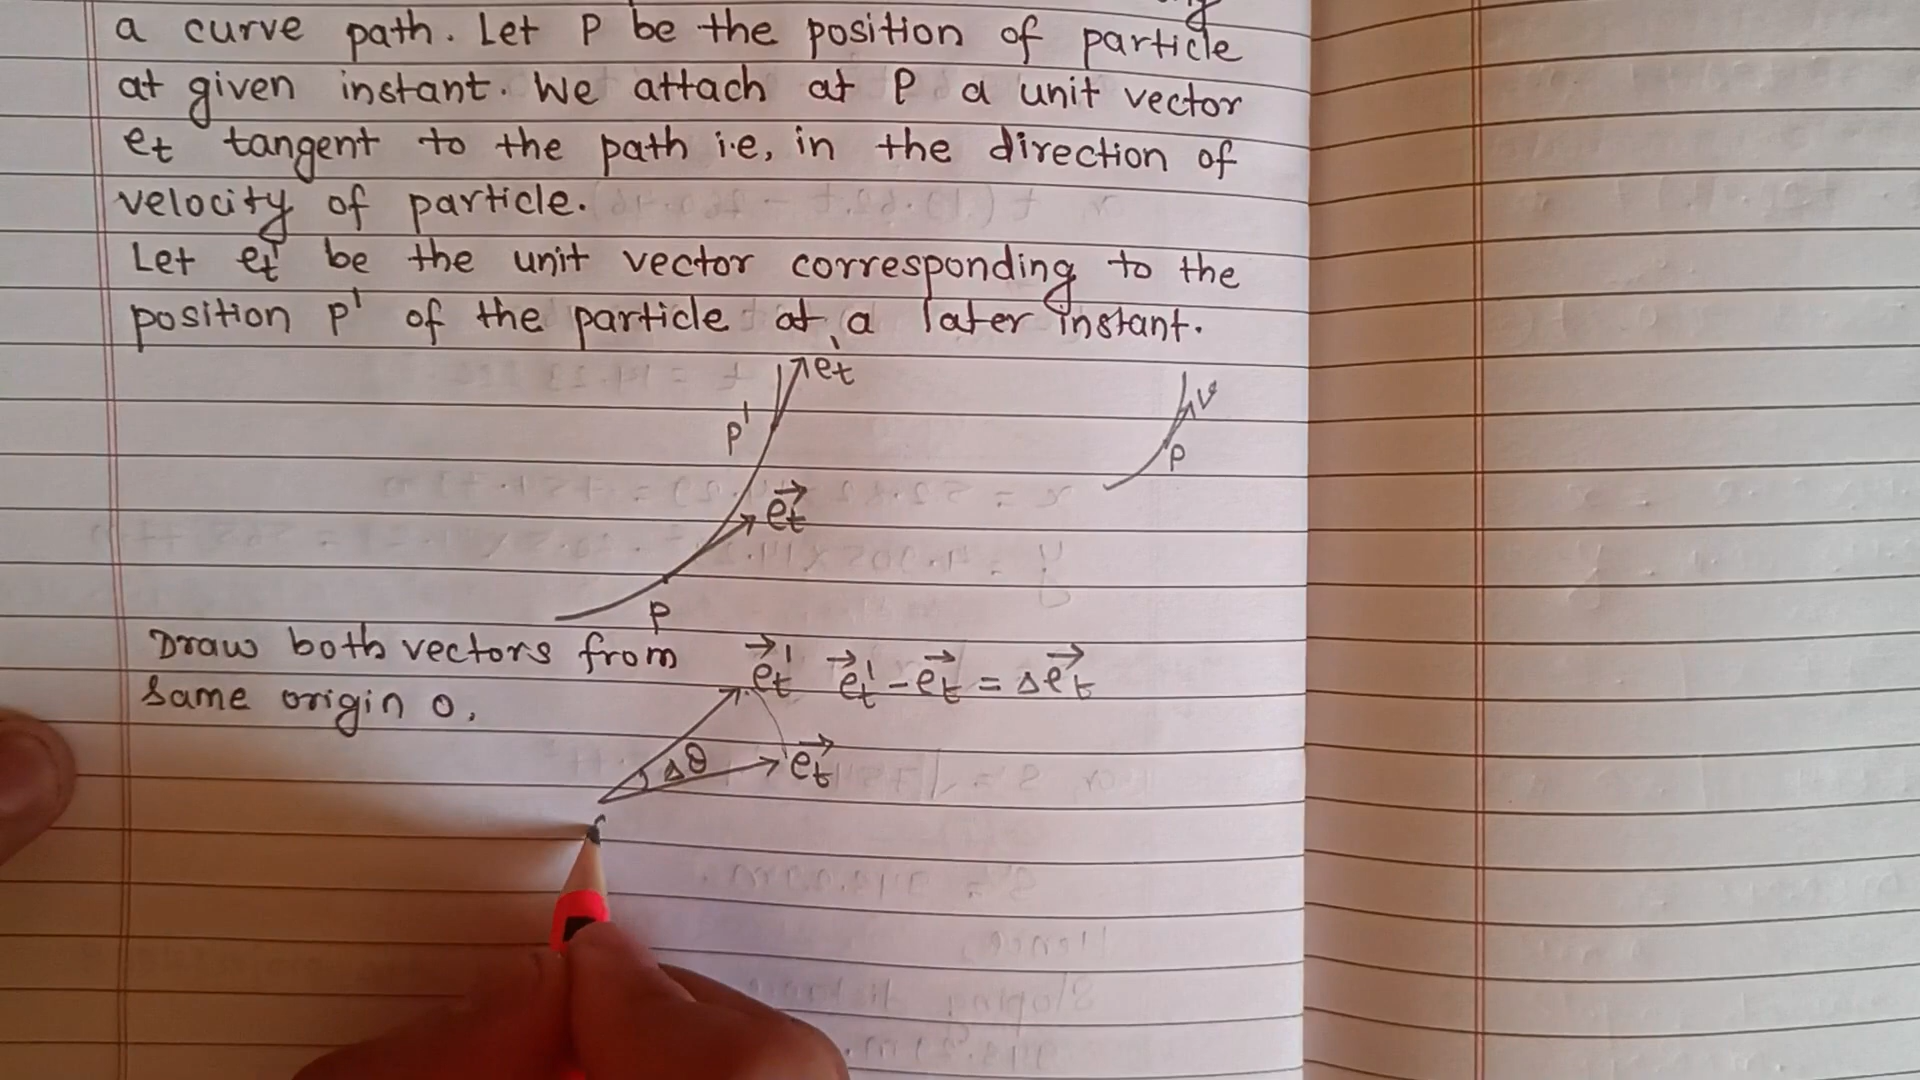 a curve path. Let P be the position of particle
at given instant. We attach at P a unit vector
et tangent to the path i.e, in the direction of
velocity of particle.
Let et' be the unit vector corresponding to the
position P' of the particle at a later instant.
et'
P'
v
P
et
P
Draw both vectors from
same origin O.
et' et' - et = Δet
Δθ
et